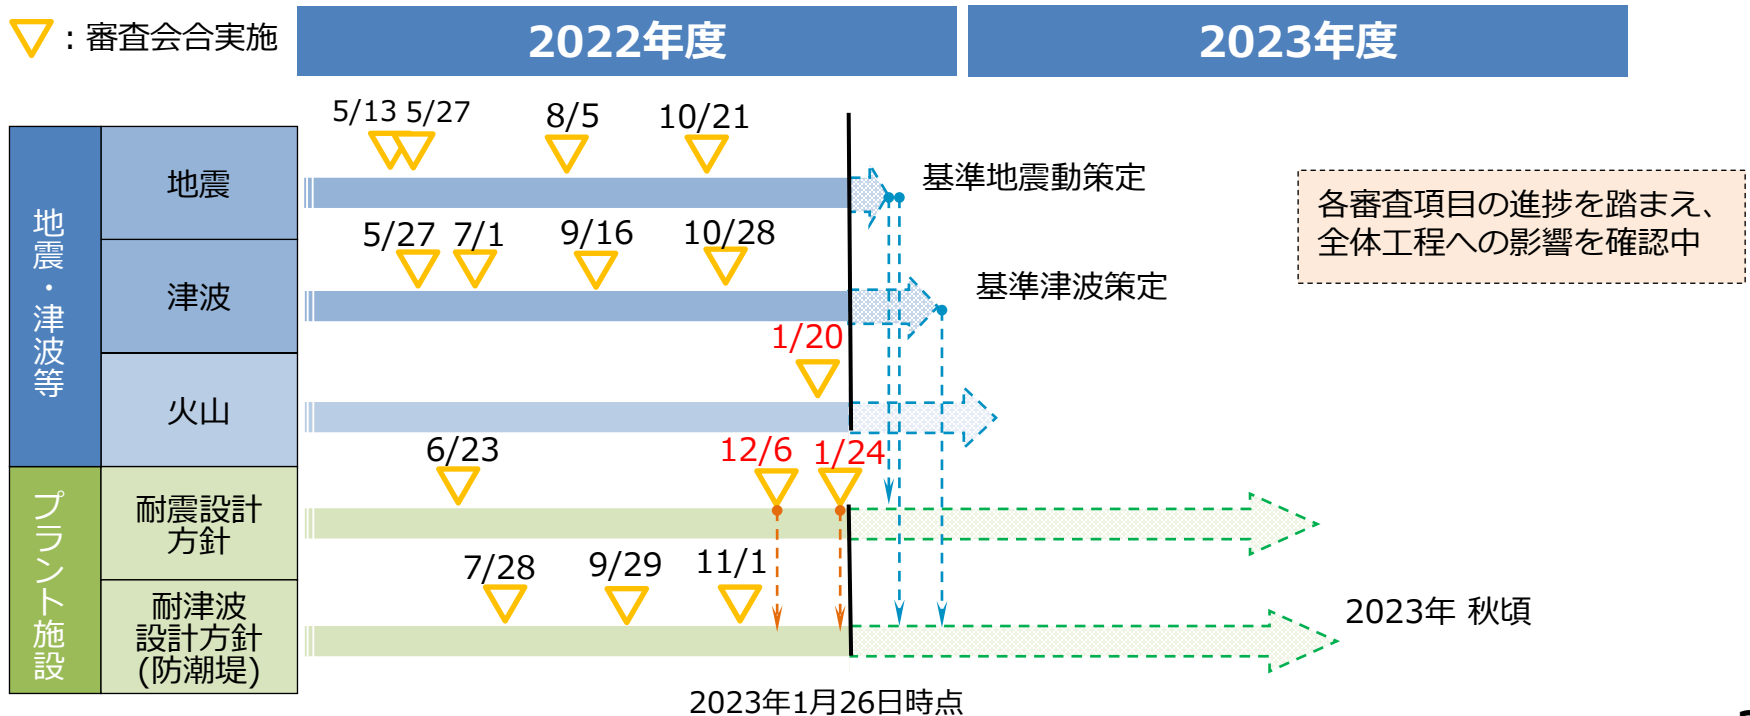 ：審査会合実施
2022年度
2023年度
地震・津波等
地震
5/13 5/27
8/5
10/21
基準地震動策定
各審査項目の進捗を踏まえ、
全体工程への影響を確認中
津波
5/27 7/1
9/16
10/28
基準津波策定
火山
1/20
プラント施設
耐震設計
方針
6/23
12/6
1/24
耐津波
設計方針
(防潮堤)
7/28
9/29
11/1
2023年 秋頃
2023年1月26日時点